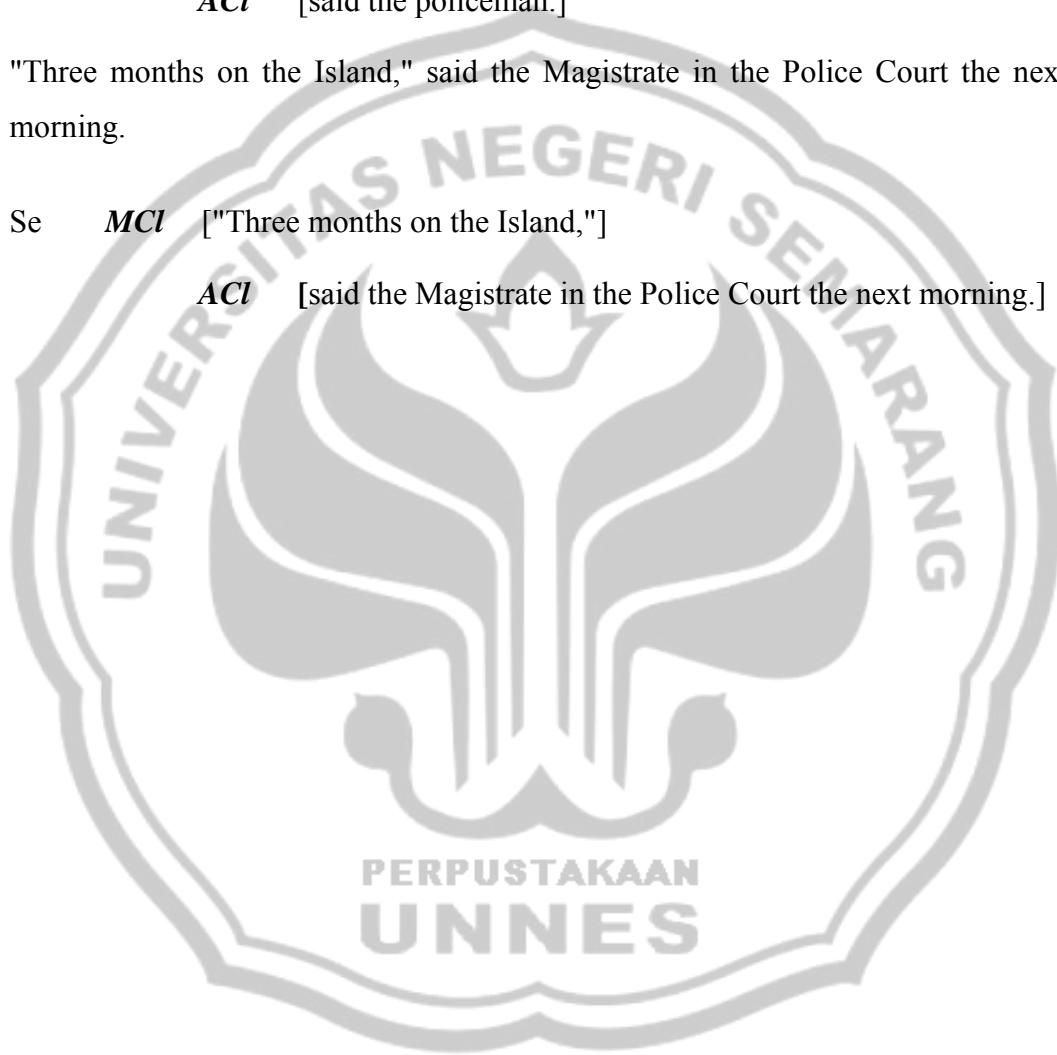 ACl [said the policeman.]
"Three months on the Island," said the Magistrate in the Police Court the nex
morning.
Se MCl ["Three months on the Island,"]
ACl [said the Magistrate in the Police Court the next morning.]
UNIVERSITAS NEGERI SEMARANG
PERPUSTAKAAN
UNNES